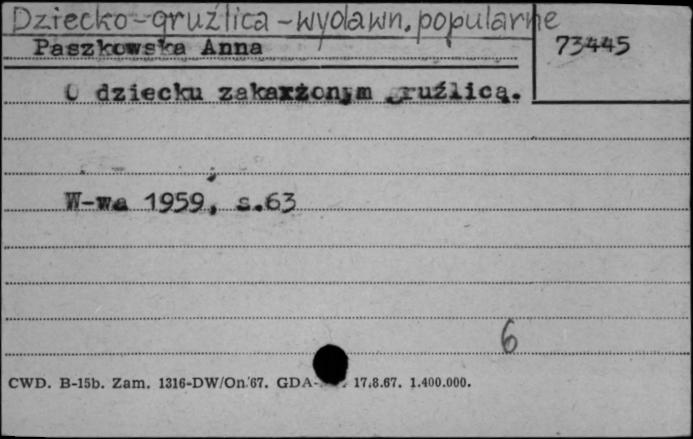 Dziecko-gruźlica-wydawn. popularne
Paszkowska Anna
73445
O dziecku zakażonym gruźlicą.
W-wa 1959, s.63
6
CWD. B-15b. Zam. 1316-DW/On.'67. GDA- 17.8.67. 1.400.000.